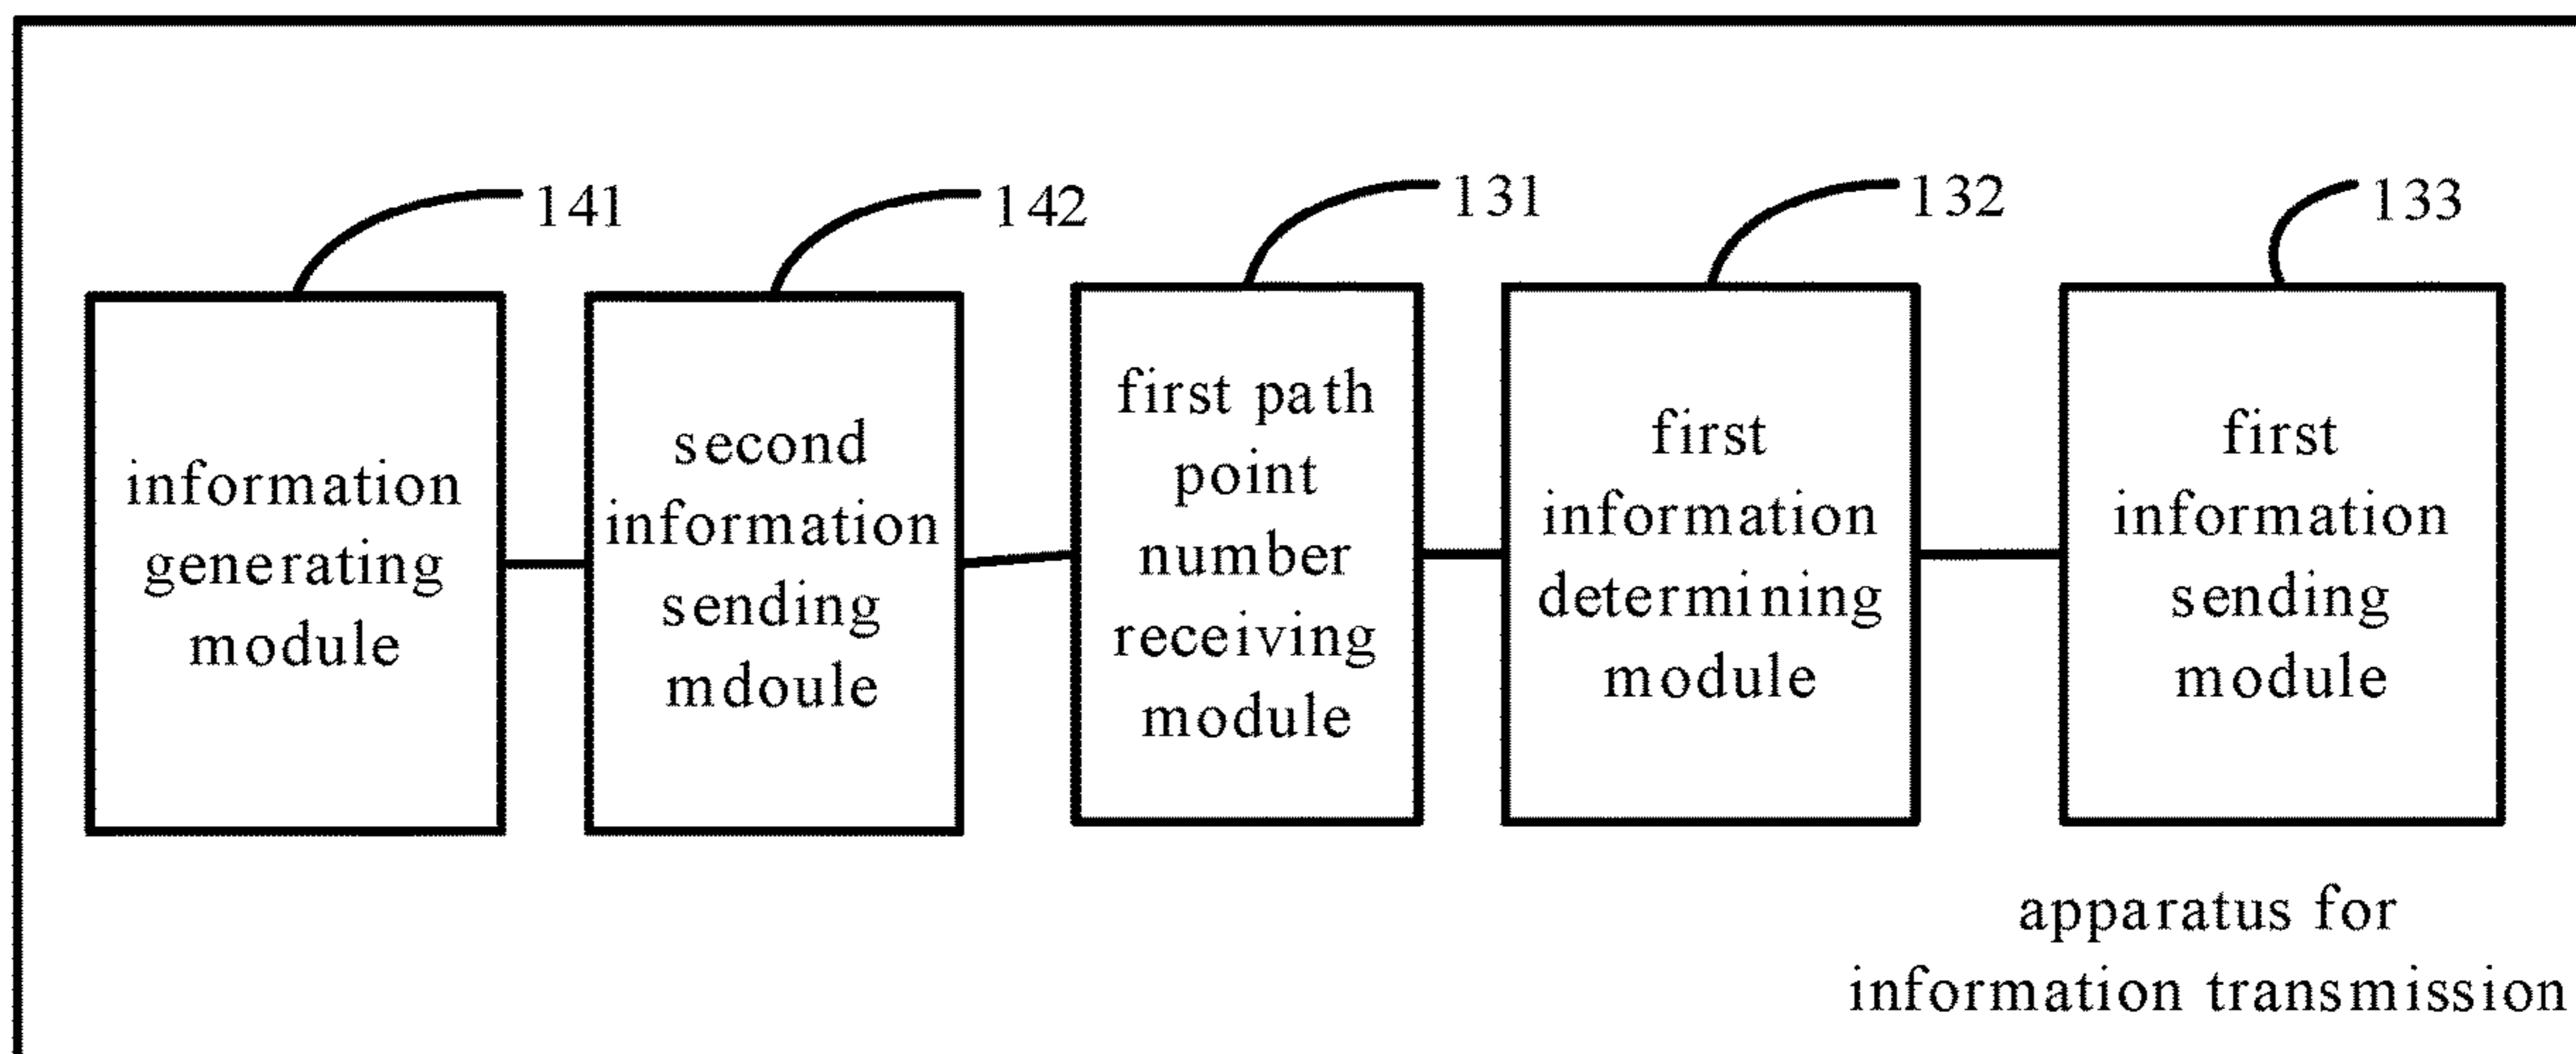 141
142
131
132
133
information
generating
module
second
information
sending
mdoule
first path
point
number
receiving
module
first
information
determining
module
first
information
sending
module
apparatus for
information transmission